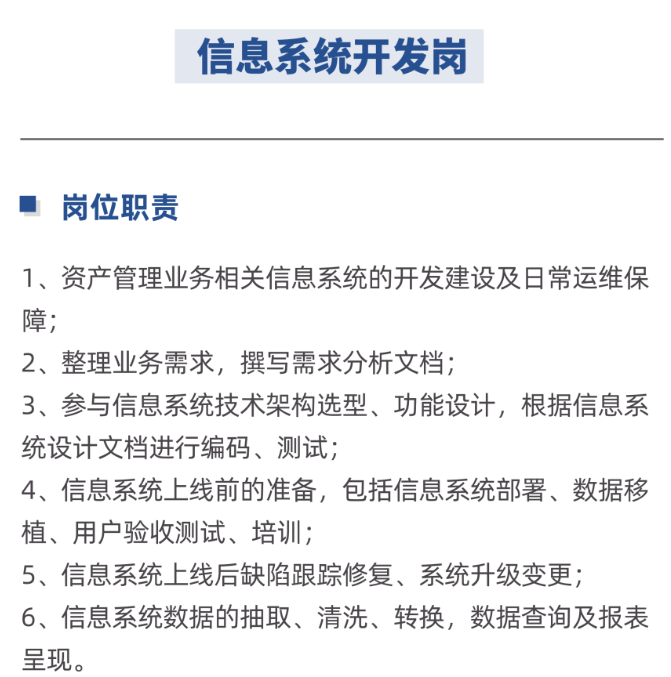 信息系统开发岗
岗位职责
1、资产管理业务相关信息系统的开发建设及日常运维保
障；
2、整理业务需求，撰写需求分析文档；
3、参与信息系统技术架构选型、功能设计，根据信息系
统设计文档进行编码、测试；
4、信息系统上线前的准备，包括信息系统部署、数据移
植、用户验收测试、培训；
5、信息系统上线后缺陷跟踪修复、系统升级变更；
6、信息系统数据的抽取、清洗、转换，数据查询及报表
呈现。